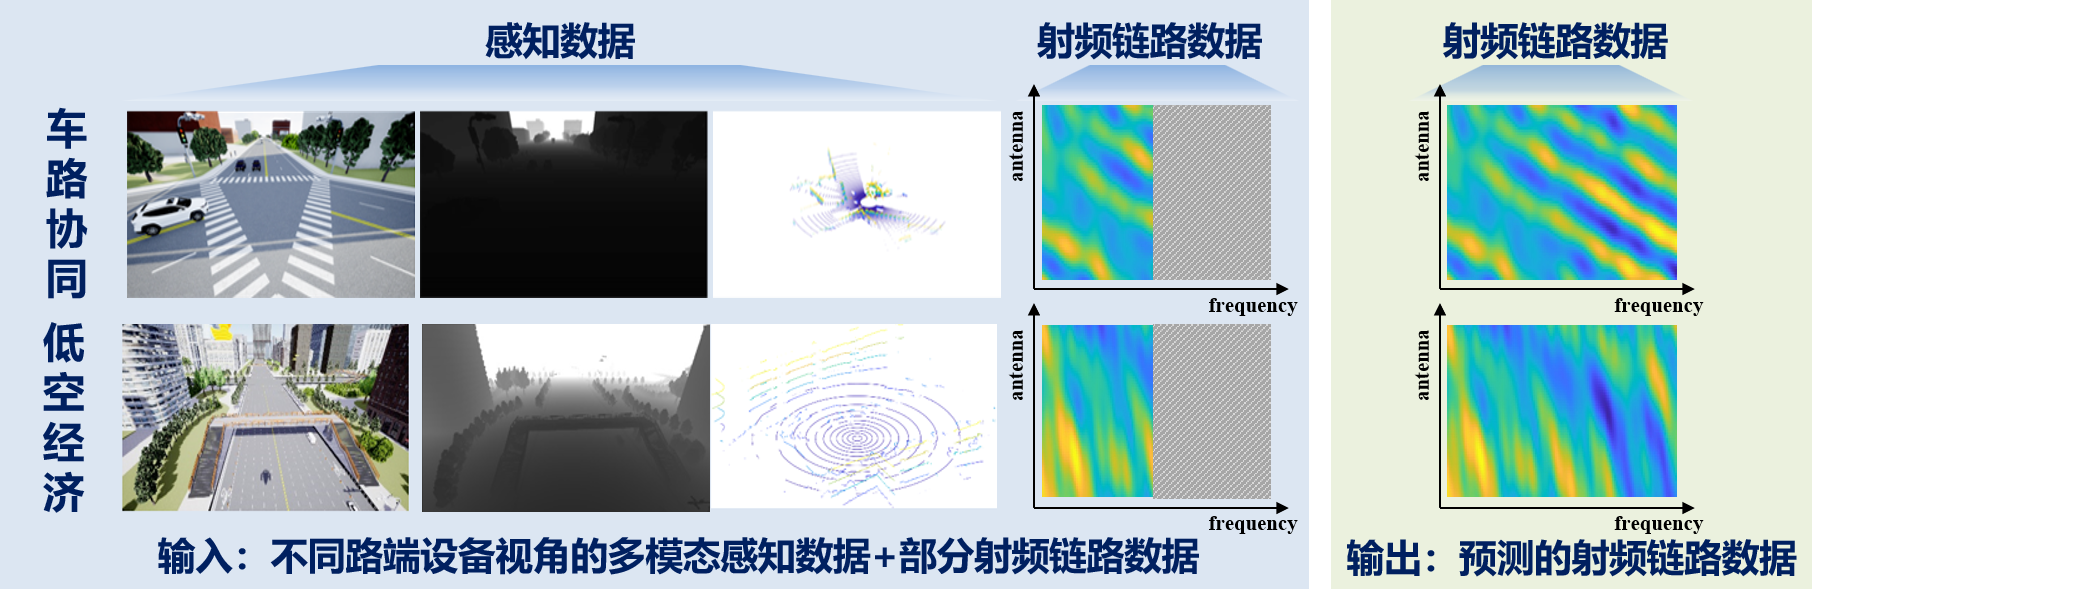 感知数据
射频链路数据
射频链路数据
车路协同
antenna
frequency
antenna
frequency
低空经济
antenna
frequency
antenna
frequency
输入：不同路端设备视角的多模态感知数据+部分射频链路数据
输出：预测的射频链路数据